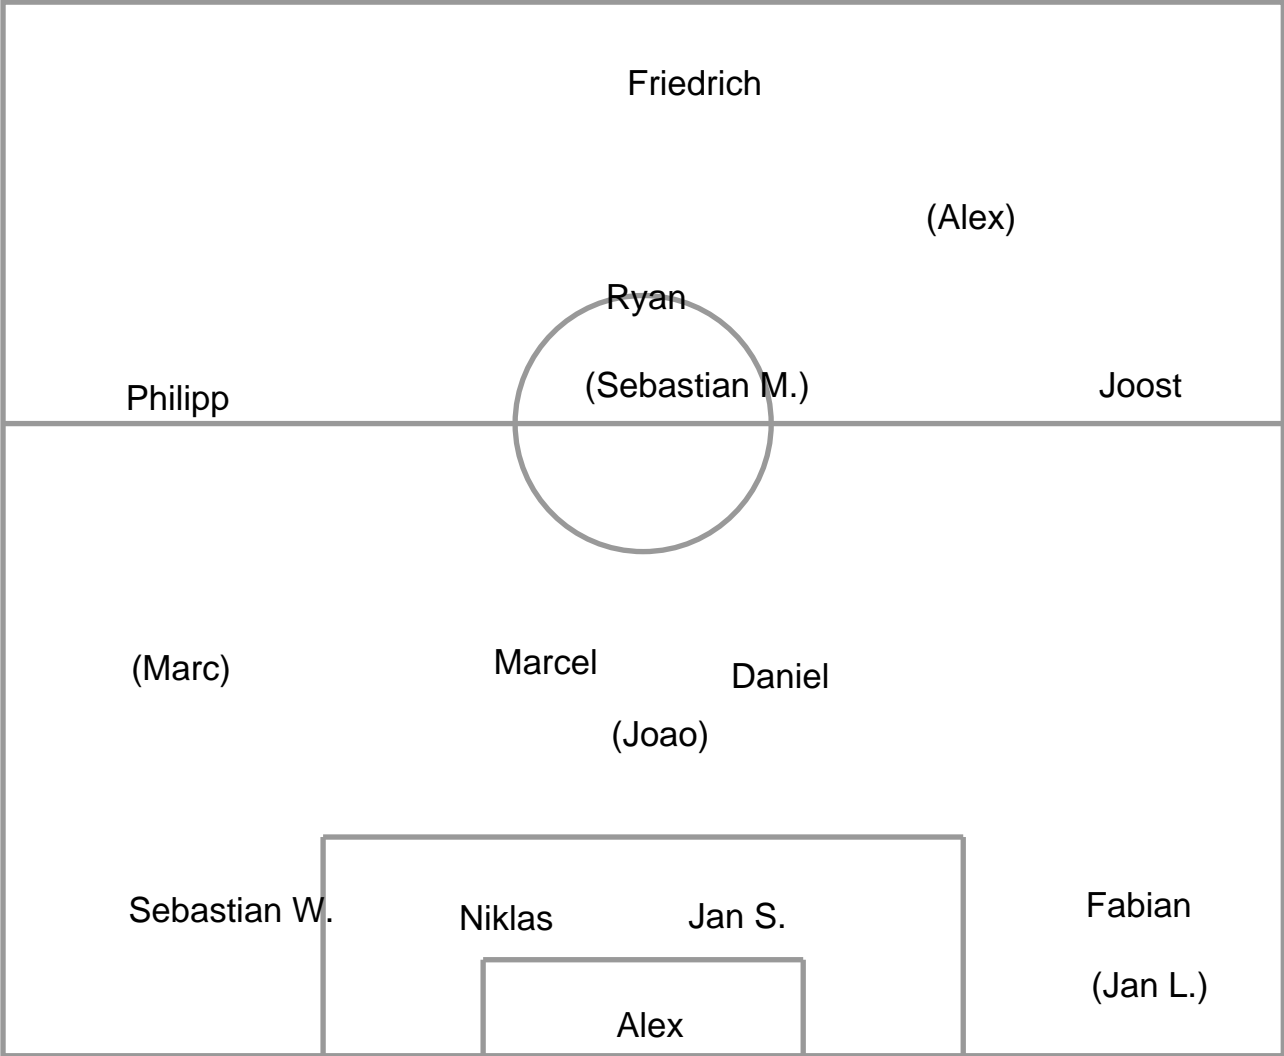 Friedrich
(Alex)
Ryan
Philipp
(Sebastian M.)
Joost
(Marc)
Marcel
Daniel
(Joao)
Sebastian W.
Niklas
Jan S.
Fabian
(Jan L.)
Alex